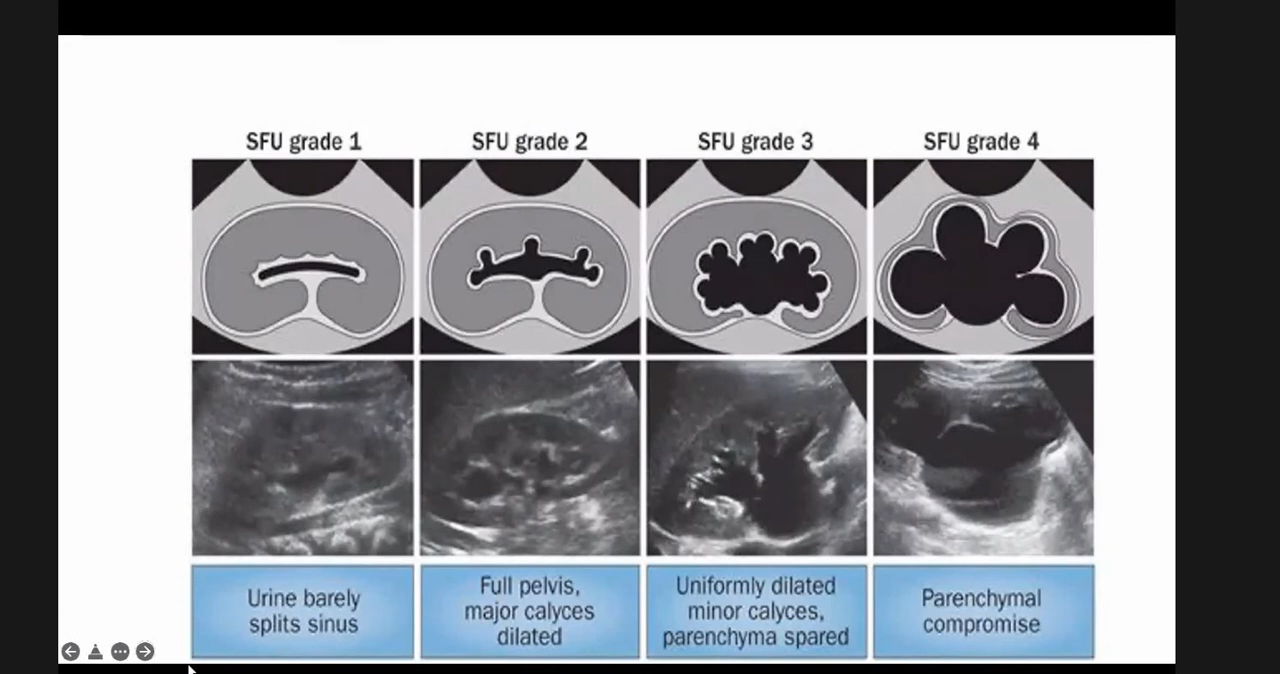 SFU grade 1
SFU grade 2
SFU grade 3
SFU grade 4
Urine barely
splits sinus
Full pelvis,
major calyces
dilated
Uniformly dilated
minor calyces,
parenchyma spared
Parenchymal
compromise